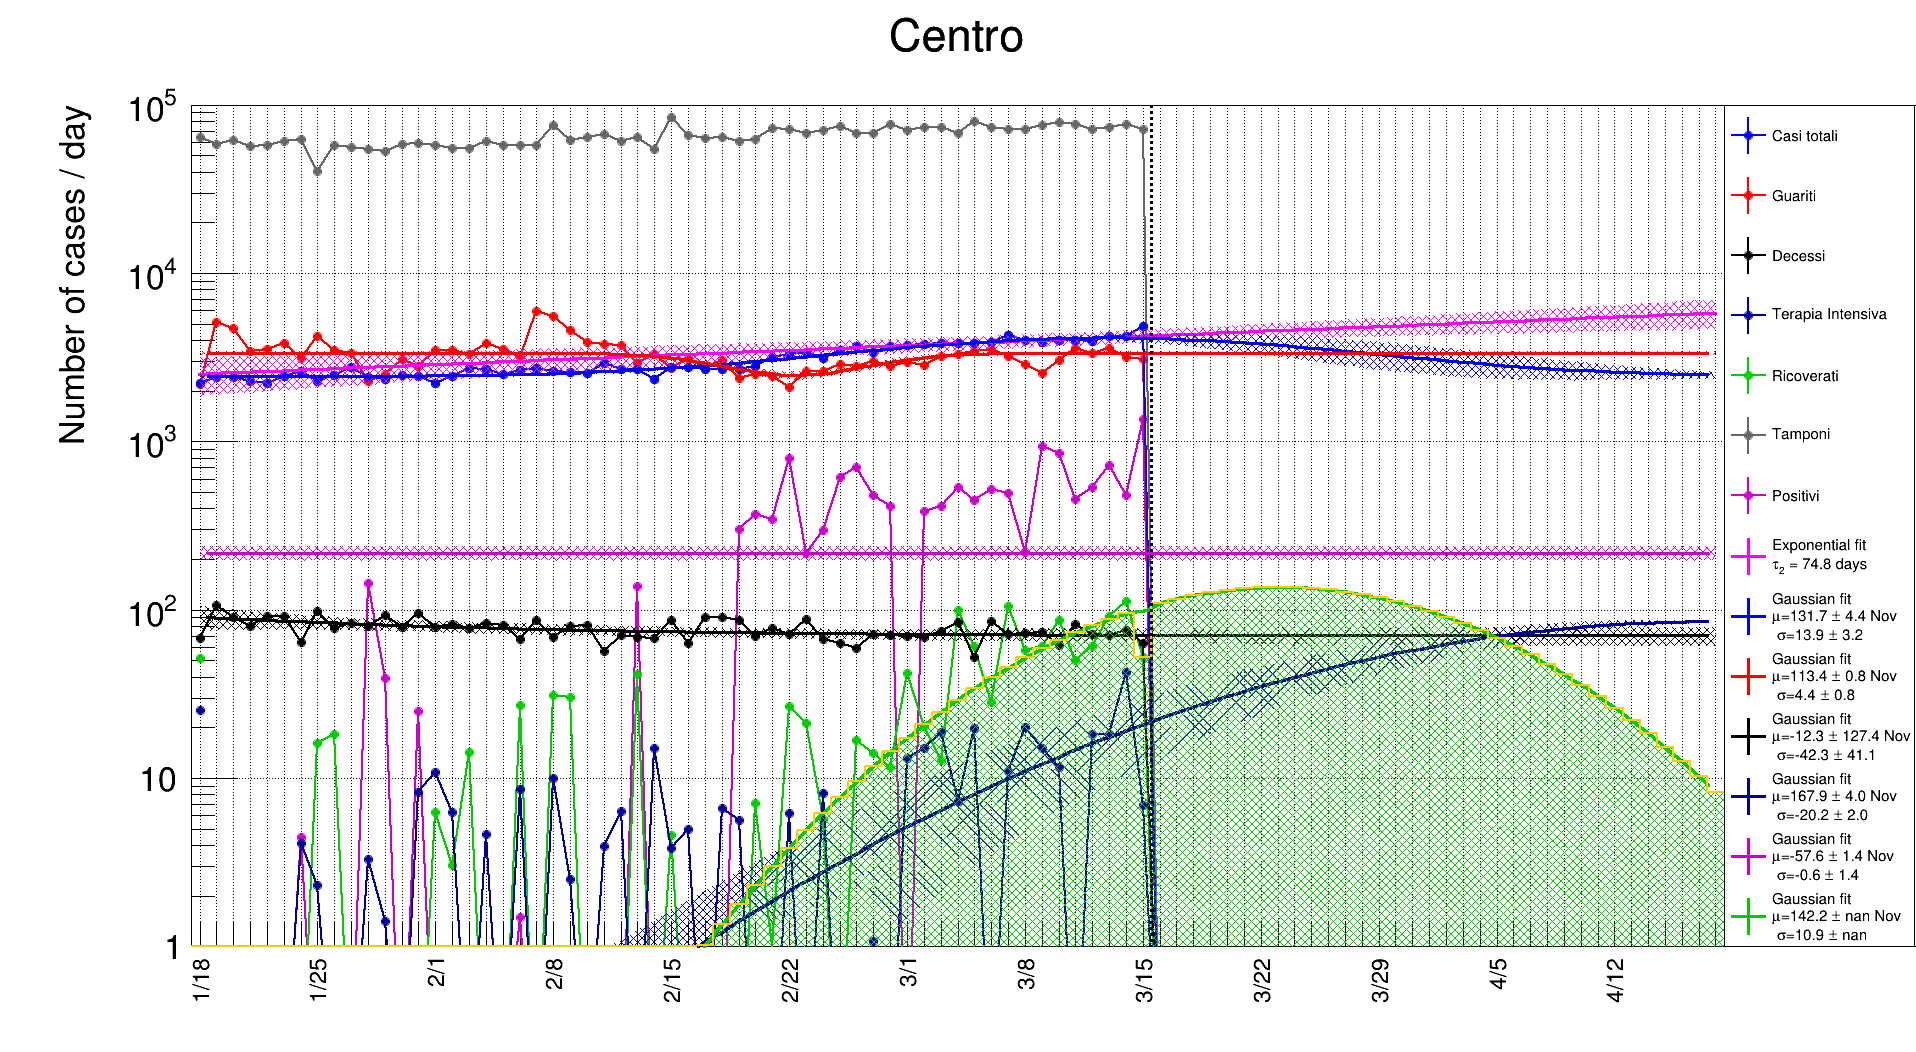 Centro
Number of cases / day
10^5
10^4
10^3
10^2
10
1
1/18
1/25
2/1
2/8
2/15
2/22
3/1
3/8
3/15
3/22
3/29
4/5
4/12
Casi totali
Guariti
Decessi
Terapia Intensiva
Ricoverati
Tamponi
Positivi
Exponential fit
τ₂ = 74.8 days
Gaussian fit
μ=131.7 ± 4.4 Nov
σ=13.9 ± 3.2
Gaussian fit
μ=113.4 ± 0.8 Nov
σ=4.4 ± 0.8
Gaussian fit
μ=-12.3 ± 127.4 Nov
σ=-42.3 ± 41.1
Gaussian fit
μ=167.9 ± 4.0 Nov
σ=-20.2 ± 2.0
Gaussian fit
μ=-57.6 ± 1.4 Nov
σ=-0.6 ± 1.4
Gaussian fit
μ=142.2 ± nan Nov
σ=10.9 ± nan